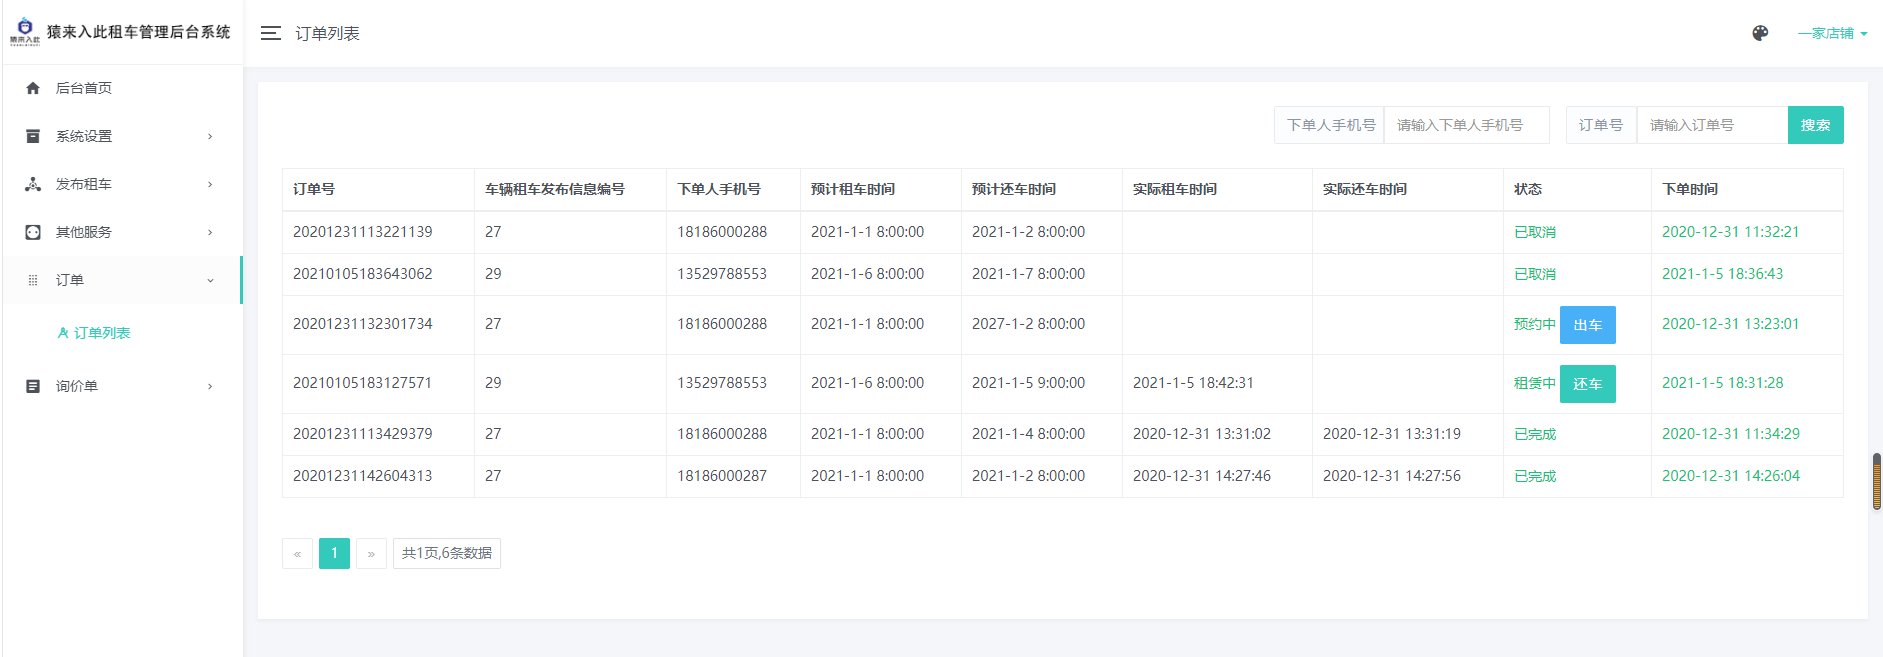 猿来入此租车管理后台系统
订单列表
一家店铺
后台首页
系统设置
发布租车
其他服务
订单
订单列表
询价单
下单人手机号 请输入下单人手机号 订单号 请输入订单号 搜索
订单号 车辆租车发布信息编号 下单人手机号 预计租车时间 预计还车时间 实际租车时间 实际还车时间 状态 下单时间
20201231113221139 27 18186000288 2021-1-1 8:00:00 2021-1-2 8:00:00 已取消 2020-12-31 11:32:21
20210105183643062 29 13529788553 2021-1-6 8:00:00 2021-1-7 8:00:00 已取消 2021-1-5 18:36:43
20201231132301734 27 18186000288 2021-1-1 8:00:00 2027-1-2 8:00:00 预约中 出车 2020-12-31 13:23:01
20210105183127571 29 13529788553 2021-1-6 8:00:00 2021-1-5 9:00:00 2021-1-5 18:42:31 租赁中 还车 2021-1-5 18:31:28
20201231113429379 27 18186000288 2021-1-1 8:00:00 2021-1-4 8:00:00 2020-12-31 13:31:02 2020-12-31 13:31:19 已完成 2020-12-31 11:34:29
20201231142604313 27 18186000287 2021-1-1 8:00:00 2021-1-2 8:00:00 2020-12-31 14:27:46 2020-12-31 14:27:56 已完成 2020-12-31 14:26:04
« 1 » 共1页,6条数据